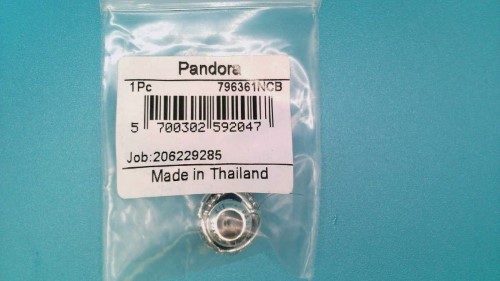 Pandora
1Pc 796361NCB
5 700302 592047
Job:206229285
Made in Thailand